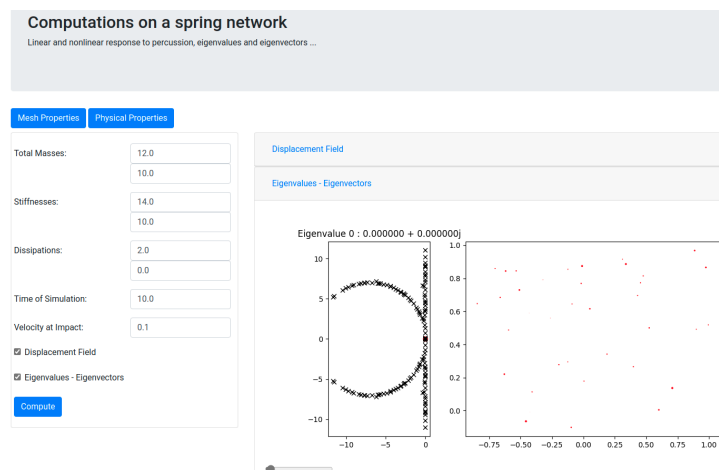 Computations on a spring network
Linear and nonlinear response to percussion, eigenvalues and eigenvectors ...
Mesh Properties Physical Properties
Total Masses: 12.0
10.0
Stiffnesses: 14.0
10.0
Dissipations: 2.0
0.0
Time of Simulation: 10.0
Velocity at Impact: 0.1
Displacement Field
Eigenvalues - Eigenvectors
Compute
Displacement Field
Eigenvalues - Eigenvectors
Eigenvalue 0 : 0.000000 + 0.000000j
10
5
0
−5
−10
−10 −5 0
1.0
0.8
0.6
0.4
0.2
0.0
−0.75 −0.50 −0.25 0.00 0.25 0.50 0.75 1.00